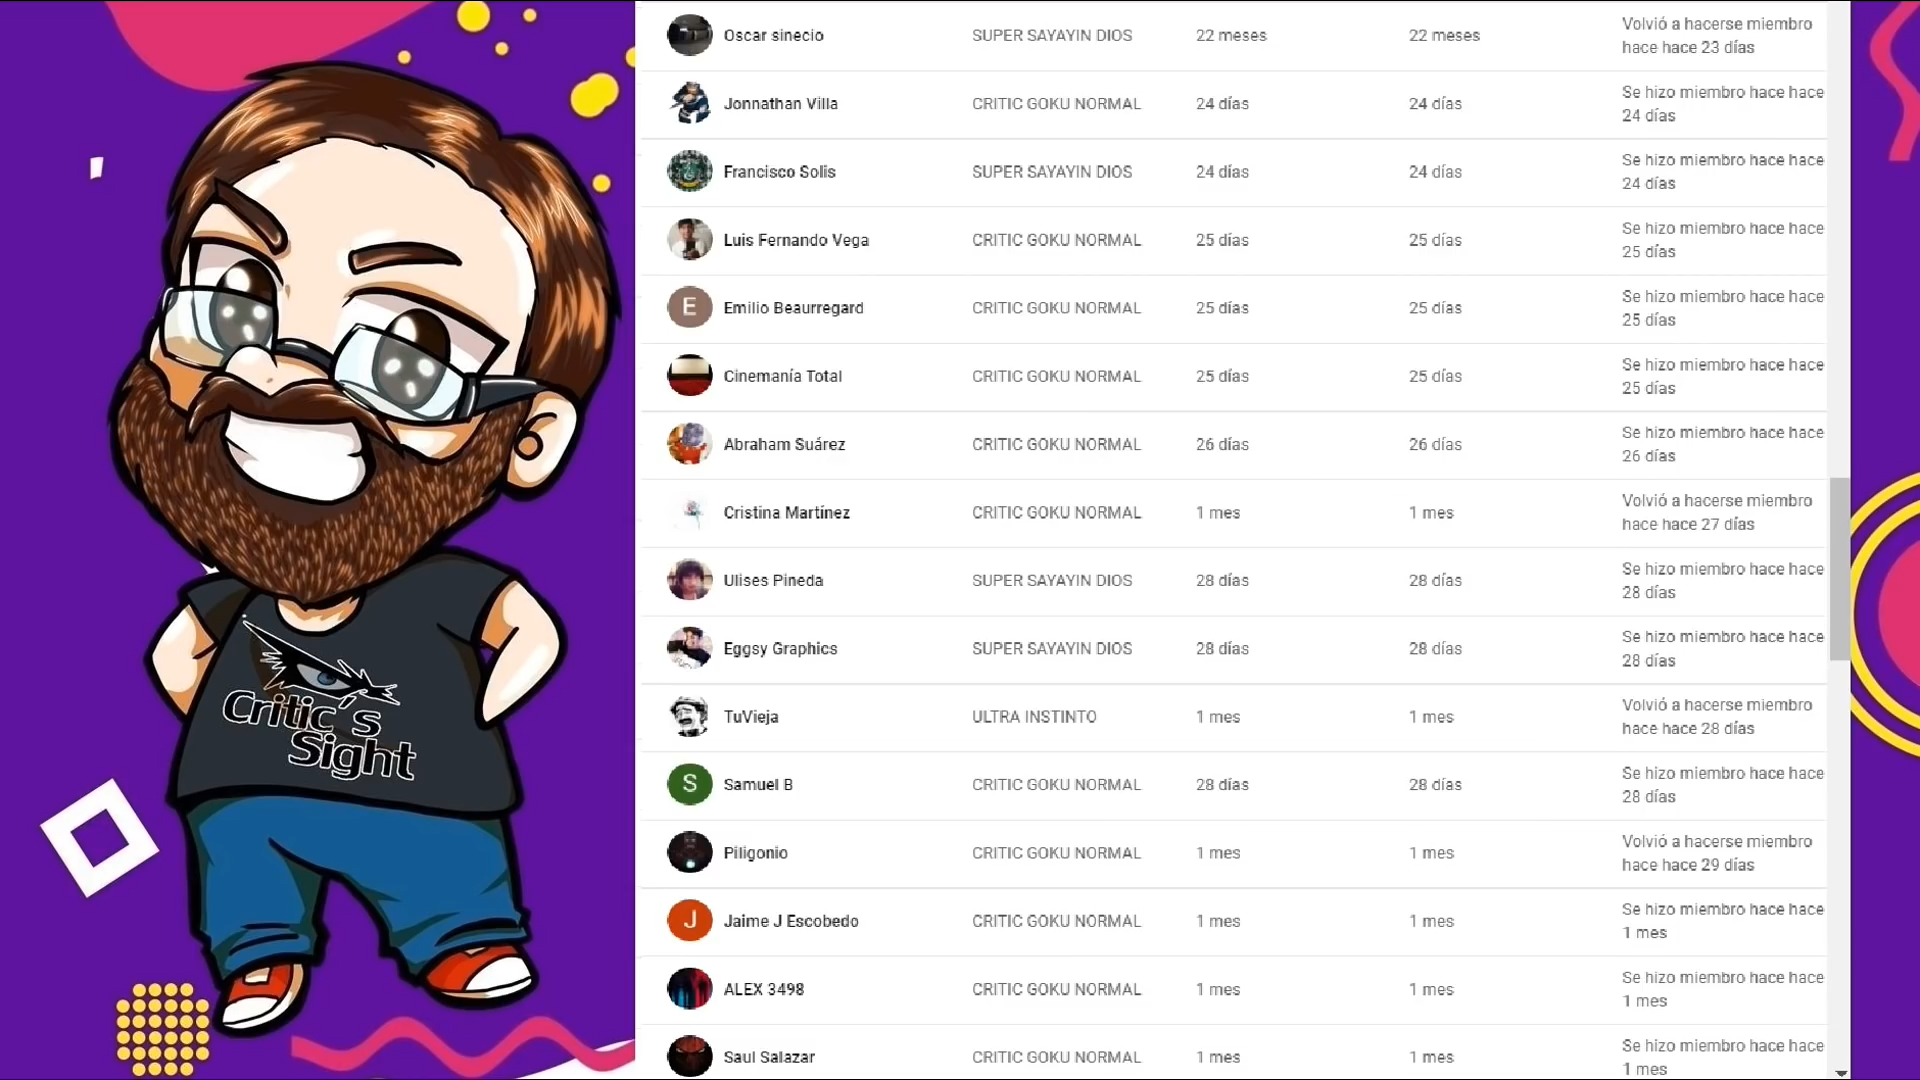 Oscar sinecio SUPER SAYAYIN DIOS 22 meses 22 meses Volvió a hacerse miembro
hace hace 23 días
Jonnathan Villa CRITIC GOKU NORMAL 24 días 24 días Se hizo miembro hace hace
24 días
Francisco Solis SUPER SAYAYIN DIOS 24 días 24 días Se hizo miembro hace hace
24 días
Luis Fernando Vega CRITIC GOKU NORMAL 25 días 25 días Se hizo miembro hace hace
25 días
E Emilio Beaurregard CRITIC GOKU NORMAL 25 días 25 días Se hizo miembro hace hace
25 días
Cinemanía Total CRITIC GOKU NORMAL 25 días 25 días Se hizo miembro hace hace
25 días
Abraham Suárez CRITIC GOKU NORMAL 26 días 26 días Se hizo miembro hace hace
26 días
Cristina Martínez CRITIC GOKU NORMAL 1 mes 1 mes Volvió a hacerse miembro
hace hace 27 días
Ulises Pineda SUPER SAYAYIN DIOS 28 días 28 días Se hizo miembro hace hace
28 días
Eggsy Graphics SUPER SAYAYIN DIOS 28 días 28 días Se hizo miembro hace hace
28 días
TuVieja ULTRA INSTINTO 1 mes 1 mes Volvió a hacerse miembro
hace hace 28 días
S Samuel B CRITIC GOKU NORMAL 28 días 28 días Se hizo miembro hace hace
28 días
Piligonio CRITIC GOKU NORMAL 1 mes 1 mes Volvió a hacerse miembro
hace hace 29 días
J Jaime J Escobedo CRITIC GOKU NORMAL 1 mes 1 mes Se hizo miembro hace hace
1 mes
ALEX 3498 CRITIC GOKU NORMAL 1 mes 1 mes Se hizo miembro hace hace
1 mes
Saul Salazar CRITIC GOKU NORMAL 1 mes 1 mes Se hizo miembro hace hace
1 mes
Critic's
Sight